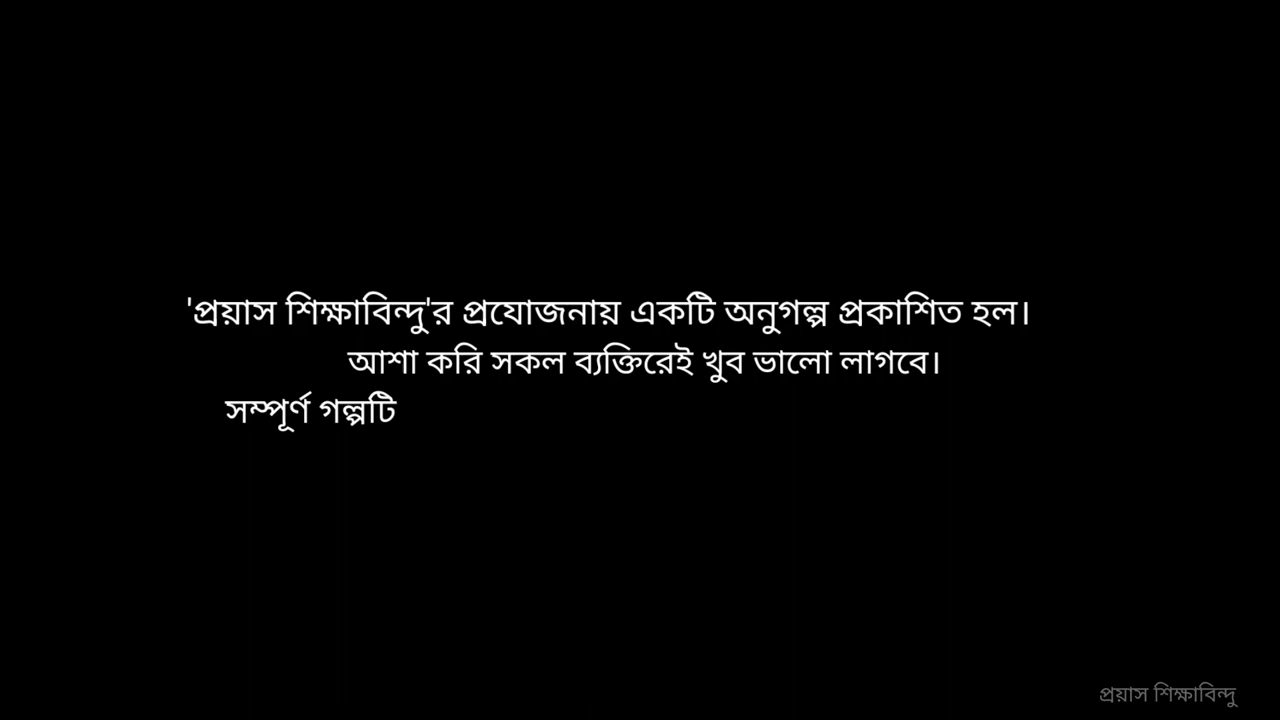 'প্রয়াস শিক্ষাবিন্দু'র প্রযোজনায় একটি অনুগল্প প্রকাশিত হল।
আশা করি সকল ব্যক্তিরেই খুব ভালো লাগবে।
সম্পূর্ণ গল্পটি
প্রয়াস শিক্ষাবিন্দু